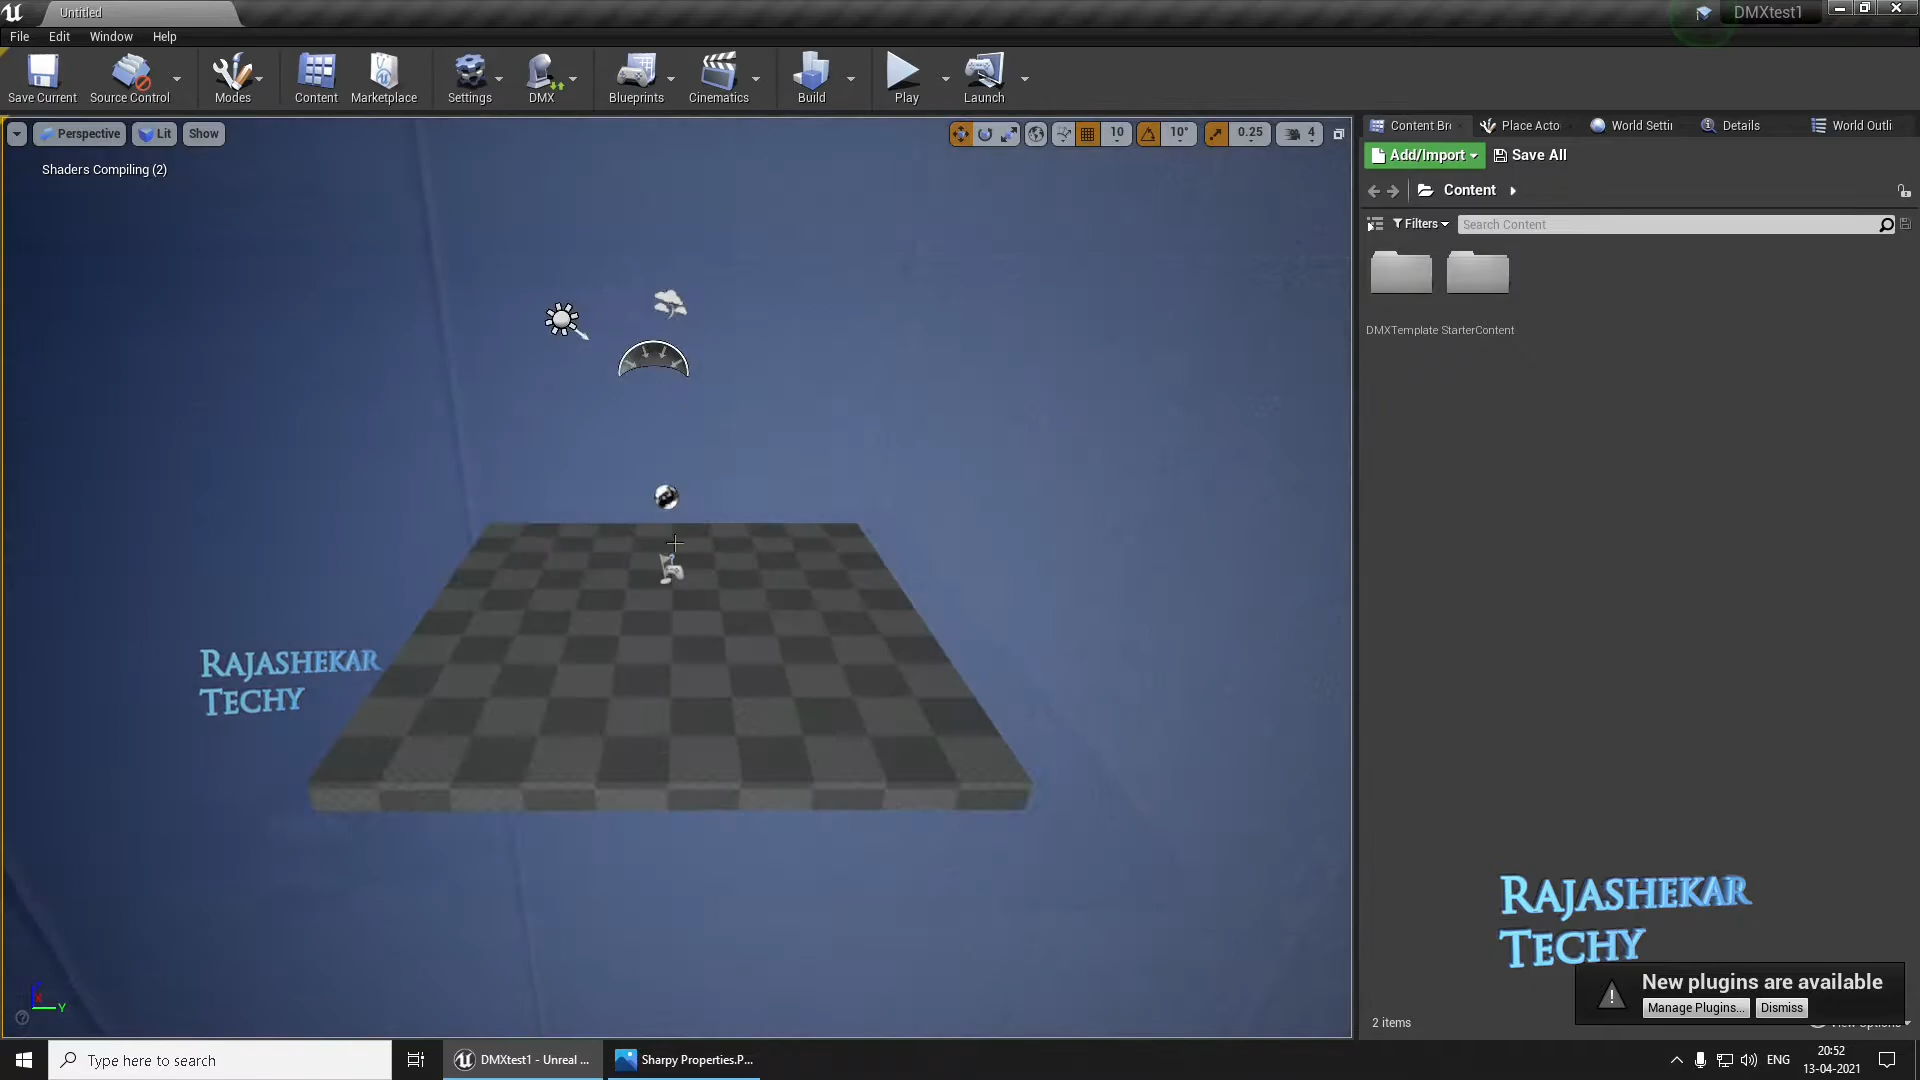 Untitled
DMXtest1
File Edit Window Help
Save Current Source Control Modes Content Marketplace Settings DMX Blueprints Cinematics Build Play Launch
Perspective Lit Show 10 10° 0.25 4
Shaders Compiling (2)
Content Br Place Acto World Setti Details World Outli
Add/Import Save All
Content
Filters Search Content
DMXTemplate StarterContent
RAJASHEKAR
TECHY
RAJASHEKAR
TECHY
New plugins are available
Manage Plugins... Dismiss
2 items View Options
Y
Type here to search
DMXtest1 - Unreal ...
Sharpy Properties.P...
ENG
20:52
13-04-2021